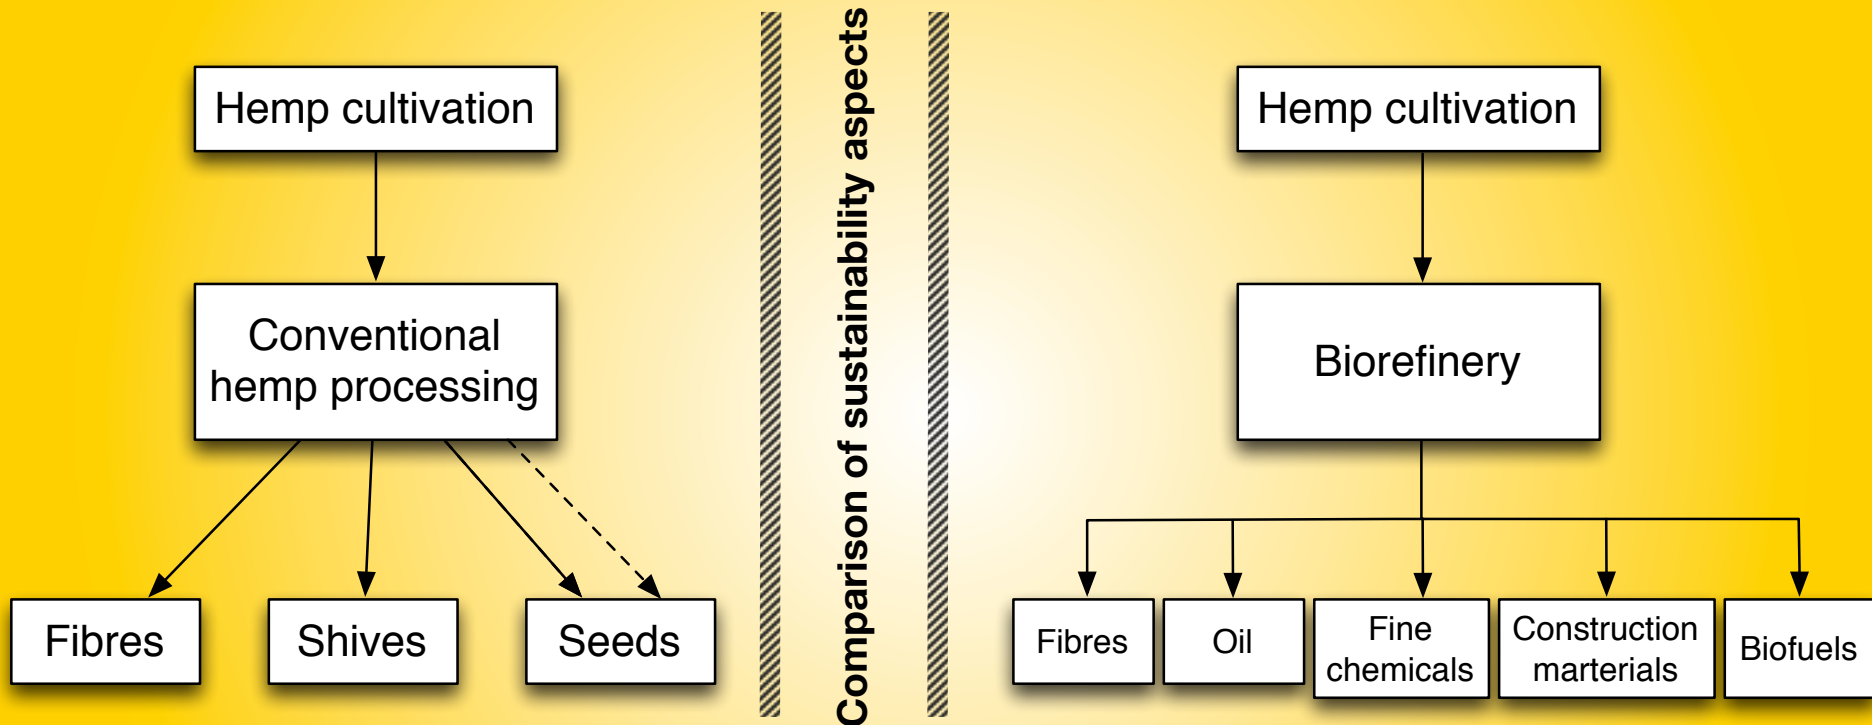 Hemp cultivation
Conventional
hemp processing
Fibres
Shives
Seeds
Comparison of sustainability aspects
Hemp cultivation
Biorefinery
Fibres
Oil
Fine
chemicals
Construction
marterials
Biofuels